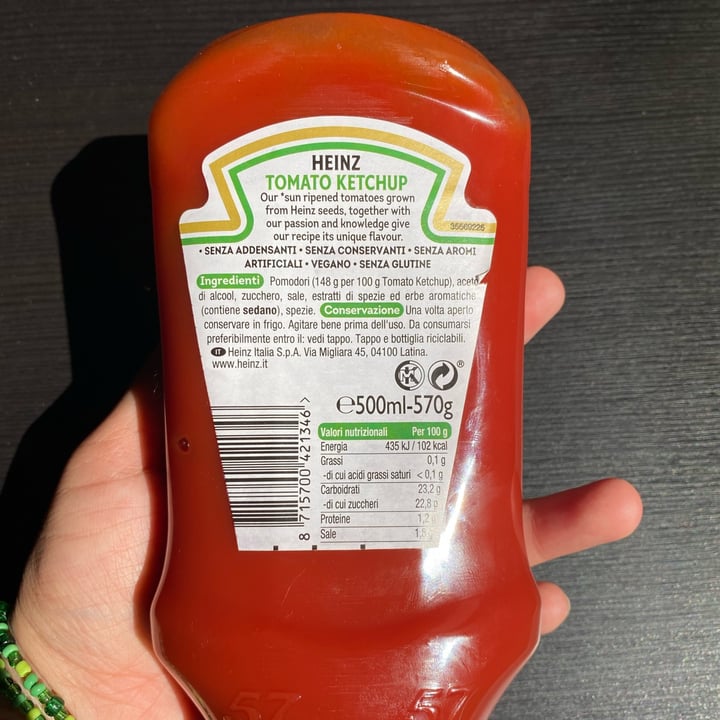 HEINZ
TOMATO KETCHUP
Our *sun ripened tomatoes grown
from Heinz seeds, together with
our passion and knowledge give
our recipe its unique flavour.
35569226
• SENZA ADDENSANTI • SENZA CONSERVANTI • SENZA AROMI
ARTIFICIALI • VEGANO • SENZA GLUTINE
Ingredienti Pomodori (148 g per 100 g Tomato Ketchup), aceto
di alcool, zucchero, sale, estratti di spezie ed erbe aromatiche
(contiene sedano), spezie. Conservazione Una volta aperto
conservare in frigo. Agitare bene prima dell'uso. Da consumarsi
preferibilmente entro il: vedi tappo. Tappo e bottiglia riciclabili.
IT Heinz Italia S.p.A. Via Migliara 45, 04100 Latina.
www.heinz.it
®
℮500ml-570g
8 715700 421346 >
Valori nutrizionali Per 100 g
Energia 435 kJ / 102 kcal
Grassi 0,1 g
-di cui acidi grassi saturi < 0,1 g
Carboidrati 23,2 g
-di cui zuccheri 22,8 g
Proteine 1,2 g
Sale
57 57